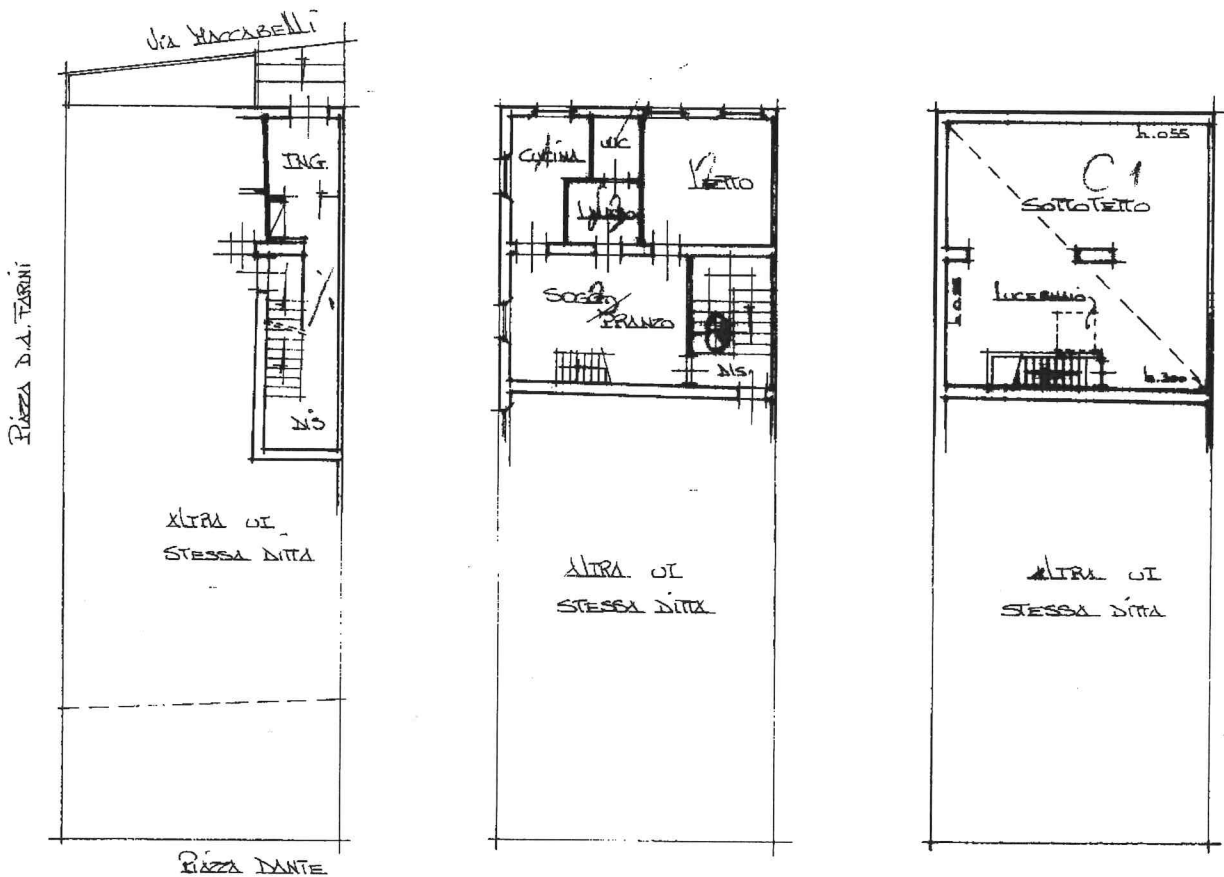 Via Maccabelli
ING.
DIS
PIAZZA D.A. FARINI
ALTRA UI
STESSA DITTA
PIAZZA DANTE
CUCINA
WC
LETTO
SOGG.
PRANZO
DIS.
ALTRA UI
STESSA DITTA
h.055
C1
SOTTOTETTO
LUCERNAIO
h.300
ALTRA UI
STESSA DITTA